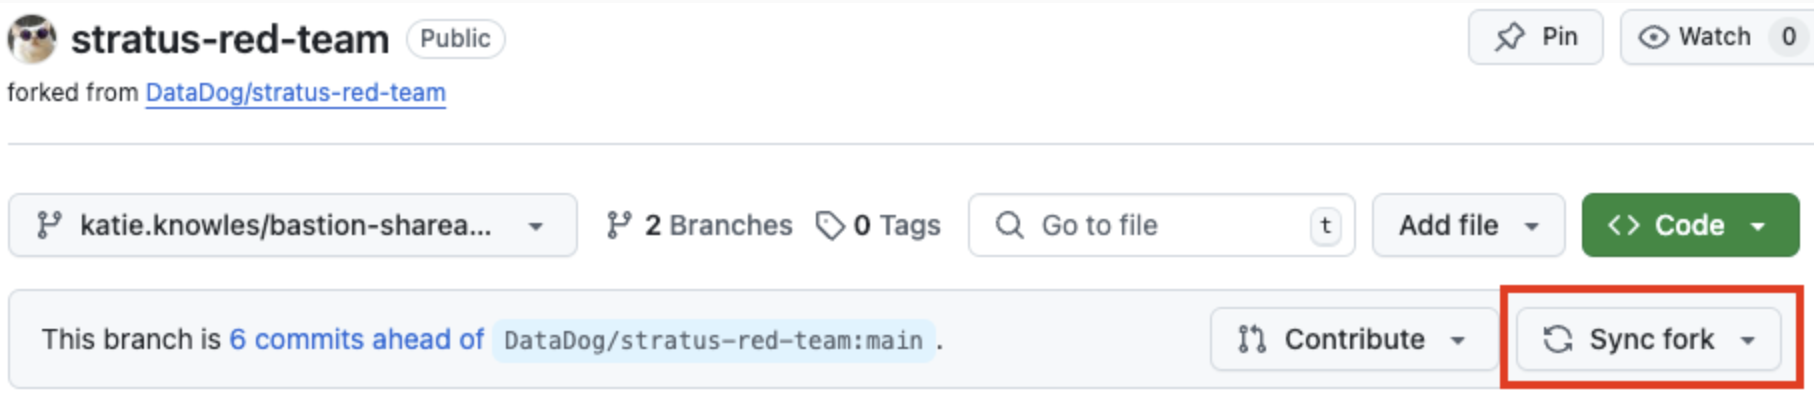 stratus-red-team Public Pin Watch 0
forked from DataDog/stratus-red-team
katie.knowles/bastion-sharea... 2 Branches 0 Tags Go to file t Add file Code
This branch is 6 commits ahead of DataDog/stratus-red-team:main. Contribute Sync fork